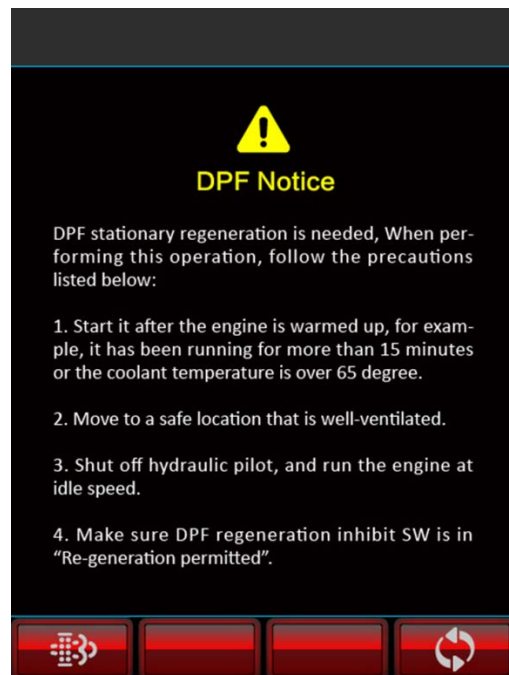 DPF Notice
DPF stationary regeneration is needed, When per-
forming this operation, follow the precautions
listed below:
1. Start it after the engine is warmed up, for exam-
ple, it has been running for more than 15 minutes
or the coolant temperature is over 65 degree.
2. Move to a safe location that is well-ventilated.
3. Shut off hydraulic pilot, and run the engine at
idle speed.
4. Make sure DPF regeneration inhibit SW is in
“Re-generation permitted”.